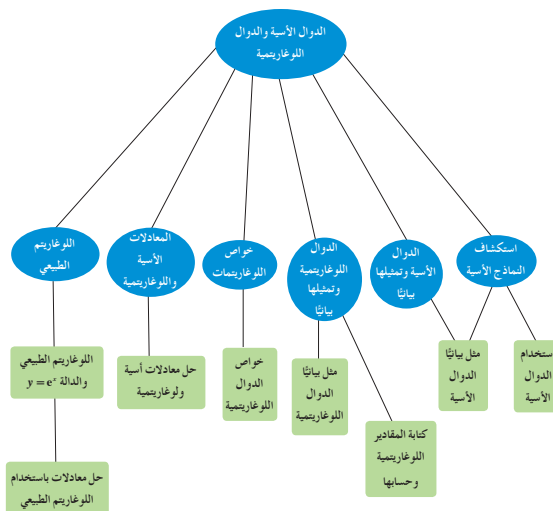 الدوال الأسية والدوال
اللوغاريتمية
استكشاف
النماذج الأسية
الدوال
الأسية وتمثيلها
بيانيًّا
الدوال
اللوغاريتمية
وتمثيلها
بيانيًّا
خواص
اللوغاريتمات
المعادلات
الأسية
واللوغاريتمية
اللوغاريتم
الطبيعي
ستخدام
الدوال
الأسية
مثل بيانيًّا
الدوال
الأسية
مثل بيانيًّا
الدوال
اللوغاريتمية
كتابة المقادير
اللوغاريتمية
وحسابها
خواص
الدوال
اللوغاريتمية
حل معادلات أسية
ولوغاريتمية
اللوغاريتم الطبيعي
والدالة y = eˣ
حل معادلات باستخدام
اللوغاريتم الطبيعي